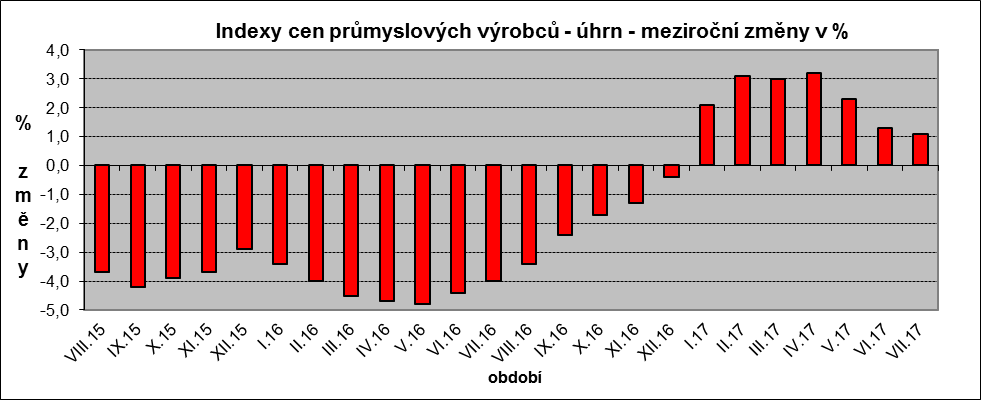 Indexy cen průmyslových výrobců - úhrn - meziroční změny v %
4,0
3,0
2,0
1,0
0,0
-1,0
-2,0
-3,0
-4,0
-5,0
% změny
VIII.15 IX.15 X.15 XI.15 XII.15 I.16 II.16 III.16 IV.16 V.16 VI.16 VII.16 VIII.16 IX.16 X.16 XI.16 XII.16 I.17 II.17 III.17 IV.17 V.17 VI.17 VII.17
období